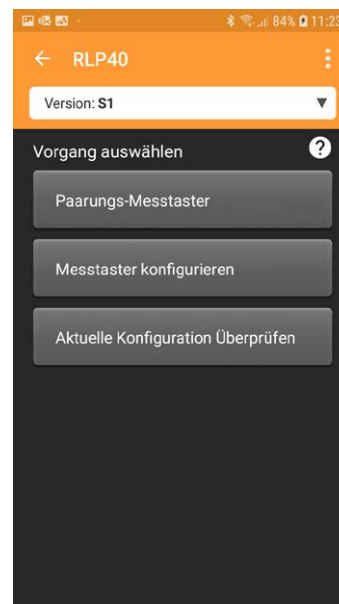 84% 11:23
RLP40
Version: S1
Vorgang auswählen ?
Paarungs-Messtaster
Messtaster konfigurieren
Aktuelle Konfiguration Überprüfen